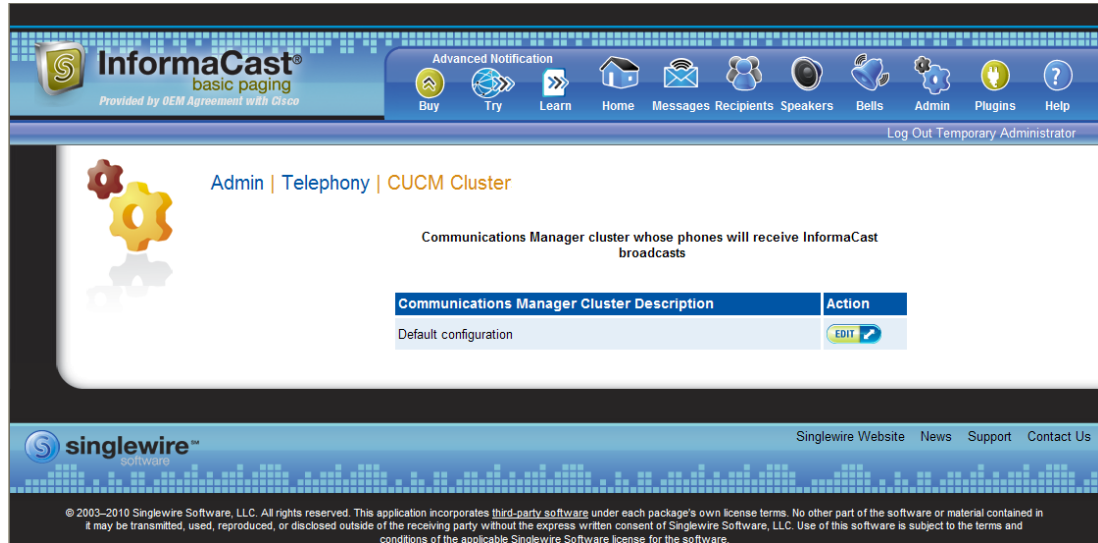 InformaCast®
basic paging
Provided by OEM Agreement with Cisco
Advanced Notification
Buy Try Learn Home Messages Recipients Speakers Bells Admin Plugins Help
Log Out Temporary Administrator
Admin | Telephony | CUCM Cluster
Communications Manager cluster whose phones will receive InformaCast
broadcasts
Communications Manager Cluster Description Action
Default configuration EDIT
singlewire℠
software
Singlewire Website News Support Contact Us
© 2003–2010 Singlewire Software, LLC. All rights reserved. This application incorporates third-party software under each package's own license terms. No other part of the software or material contained in
it may be transmitted, used, reproduced, or disclosed outside of the receiving party without the express written consent of Singlewire Software, LLC. Use of this software is subject to the terms and
conditions of the applicable Singlewire Software license for the software.